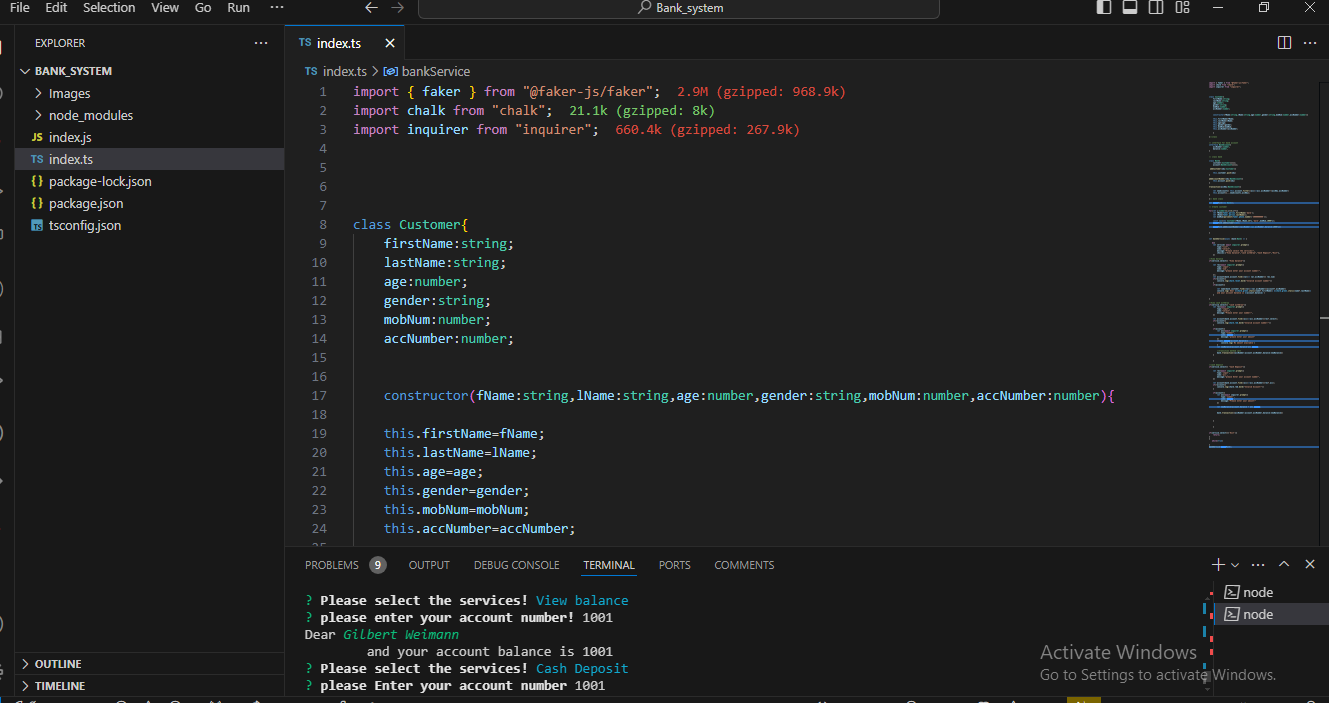 File Edit Selection View Go Run ··· ← → Bank_system
EXPLORER ···
BANK_SYSTEM
Images
node_modules
JS index.js
TS index.ts
{} package-lock.json
{} package.json
TS tsconfig.json
OUTLINE
TIMELINE
TS index.ts ×
TS index.ts > bankService
1 import { faker } from "@faker-js/faker"; 2.9M (gzipped: 968.9k)
2 import chalk from "chalk"; 21.1k (gzipped: 8k)
3 import inquirer from "inquirer"; 660.4k (gzipped: 267.9k)
4
5
6
7
8 class Customer{
9 firstName:string;
10 lastName:string;
11 age:number;
12 gender:string;
13 mobNum:number;
14 accNumber:number;
15
16
17 constructor(fName:string,lName:string,age:number,gender:string,mobNum:number,accNumber:number){
18
19 this.firstName=fName;
20 this.lastName=lName;
21 this.age=age;
22 this.gender=gender;
23 this.mobNum=mobNum;
24 this.accNumber=accNumber;
PROBLEMS 9 OUTPUT DEBUG CONSOLE TERMINAL PORTS COMMENTS
? Please select the services! View balance
? please enter your account number! 1001
Dear Gilbert Weimann
and your account balance is 1001
? Please select the services! Cash Deposit
? please Enter your account number 1001
node
node
Activate Windows
Go to Settings to activate Windows.